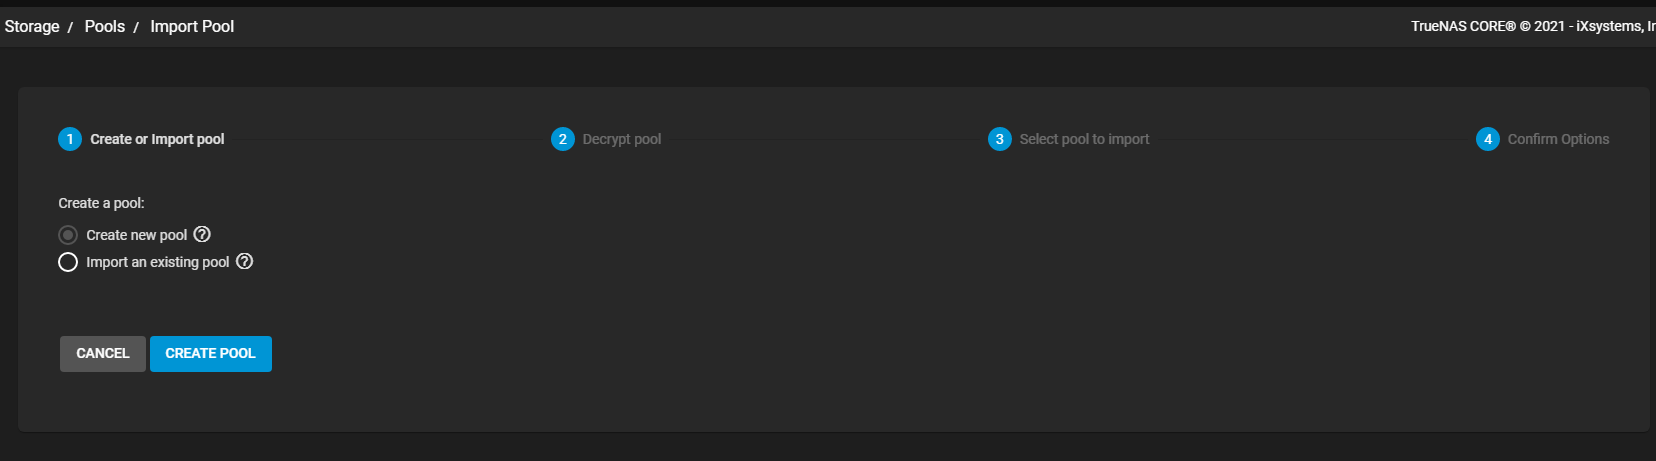 Storage / Pools / Import Pool
TrueNAS CORE® © 2021 - iXsystems,
1 Create or Import pool
2 Decrypt pool
3 Select pool to import
4 Confirm Options
Create a pool:
Create new pool ?
Import an existing pool ?
CANCEL CREATE POOL